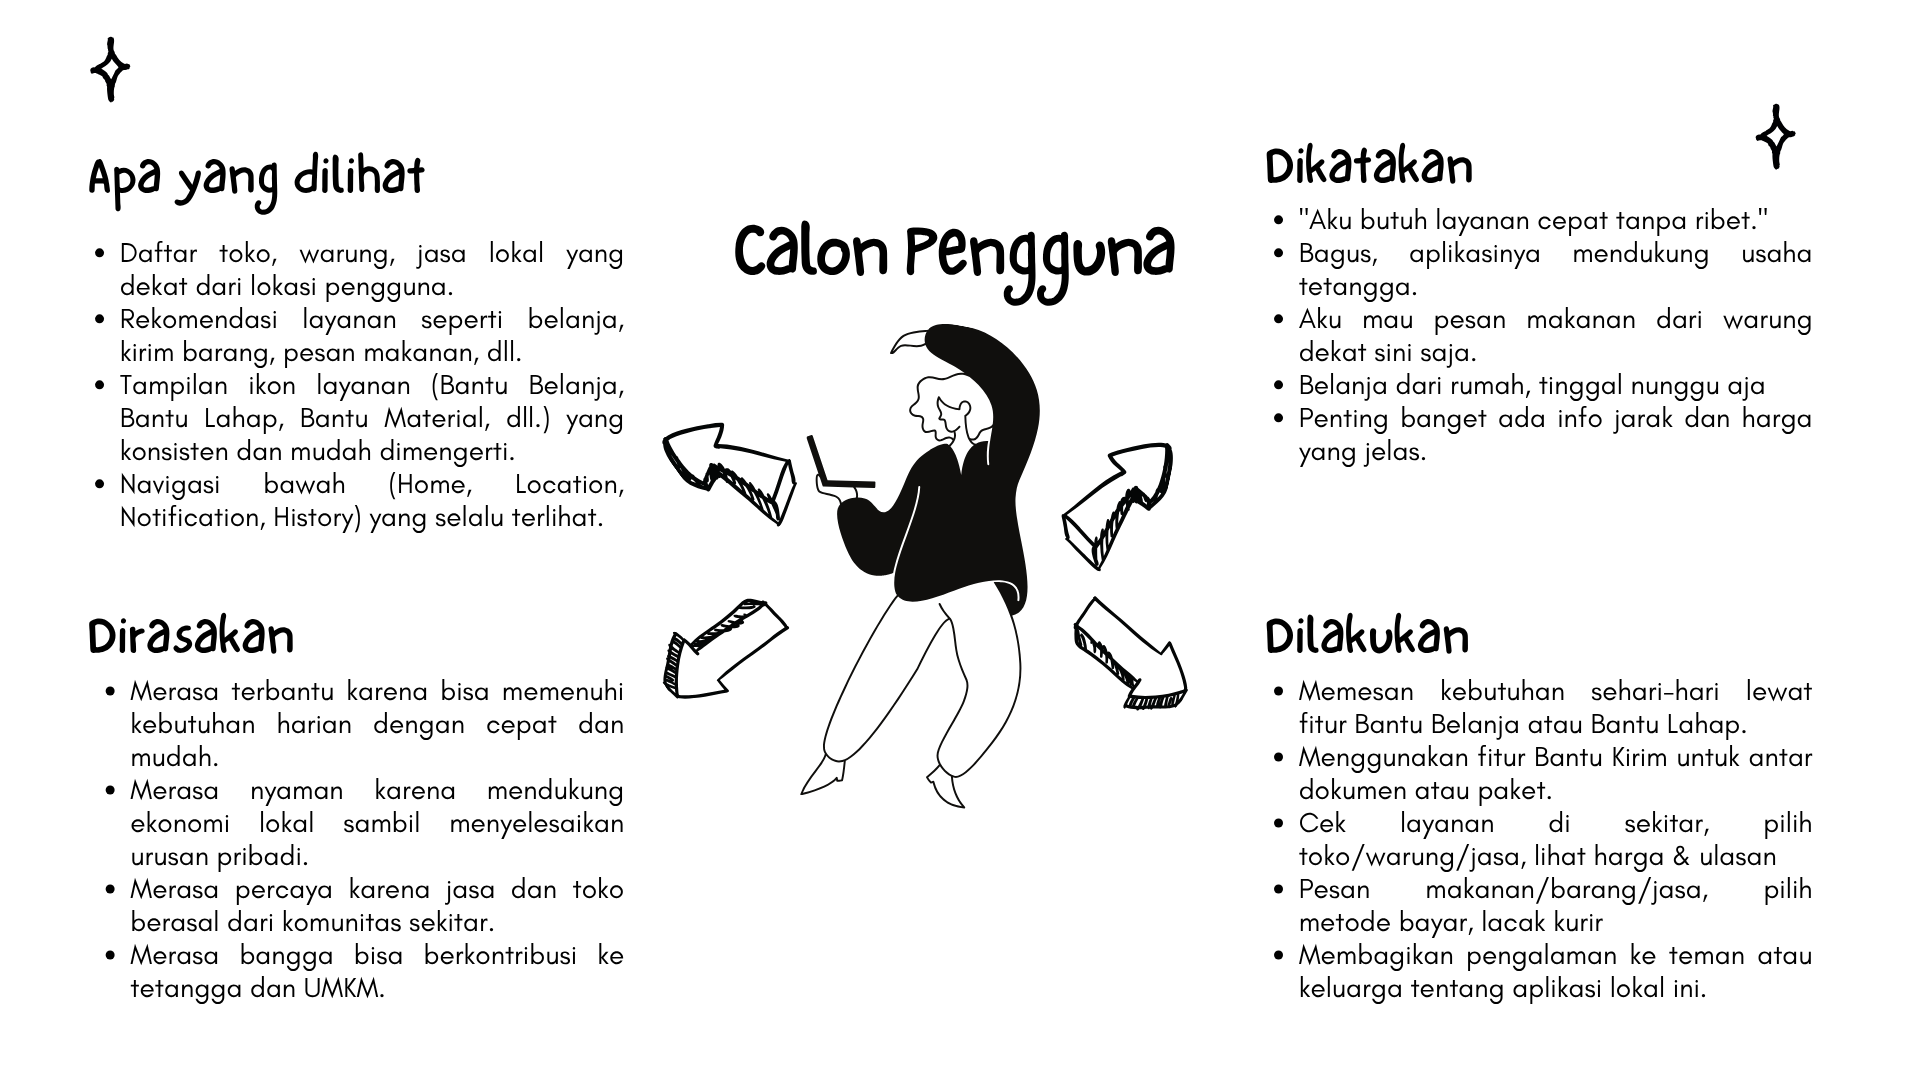 Apa yang dilihat
• Daftar toko, warung, jasa lokal yang
dekat dari lokasi pengguna.
• Rekomendasi layanan seperti belanja,
kirim barang, pesan makanan, dll.
• Tampilan ikon layanan (Bantu Belanja,
Bantu Lahap, Bantu Material, dll.) yang
konsisten dan mudah dimengerti.
• Navigasi bawah (Home, Location,
Notification, History) yang selalu terlihat.
Dirasakan
• Merasa terbantu karena bisa memenuhi
kebutuhan harian dengan cepat dan
mudah.
• Merasa nyaman karena mendukung
ekonomi lokal sambil menyelesaikan
urusan pribadi.
• Merasa percaya karena jasa dan toko
berasal dari komunitas sekitar.
• Merasa bangga bisa berkontribusi ke
tetangga dan UMKM.
Calon Pengguna
Dikatakan
• "Aku butuh layanan cepat tanpa ribet."
• Bagus, aplikasinya mendukung usaha
tetangga.
• Aku mau pesan makanan dari warung
dekat sini saja.
• Belanja dari rumah, tinggal nunggu aja
• Penting banget ada info jarak dan harga
yang jelas.
Dilakukan
• Memesan kebutuhan sehari-hari lewat
fitur Bantu Belanja atau Bantu Lahap.
• Menggunakan fitur Bantu Kirim untuk antar
dokumen atau paket.
• Cek layanan di sekitar, pilih
toko/warung/jasa, lihat harga & ulasan
• Pesan makanan/barang/jasa, pilih
metode bayar, lacak kurir
• Membagikan pengalaman ke teman atau
keluarga tentang aplikasi lokal ini.